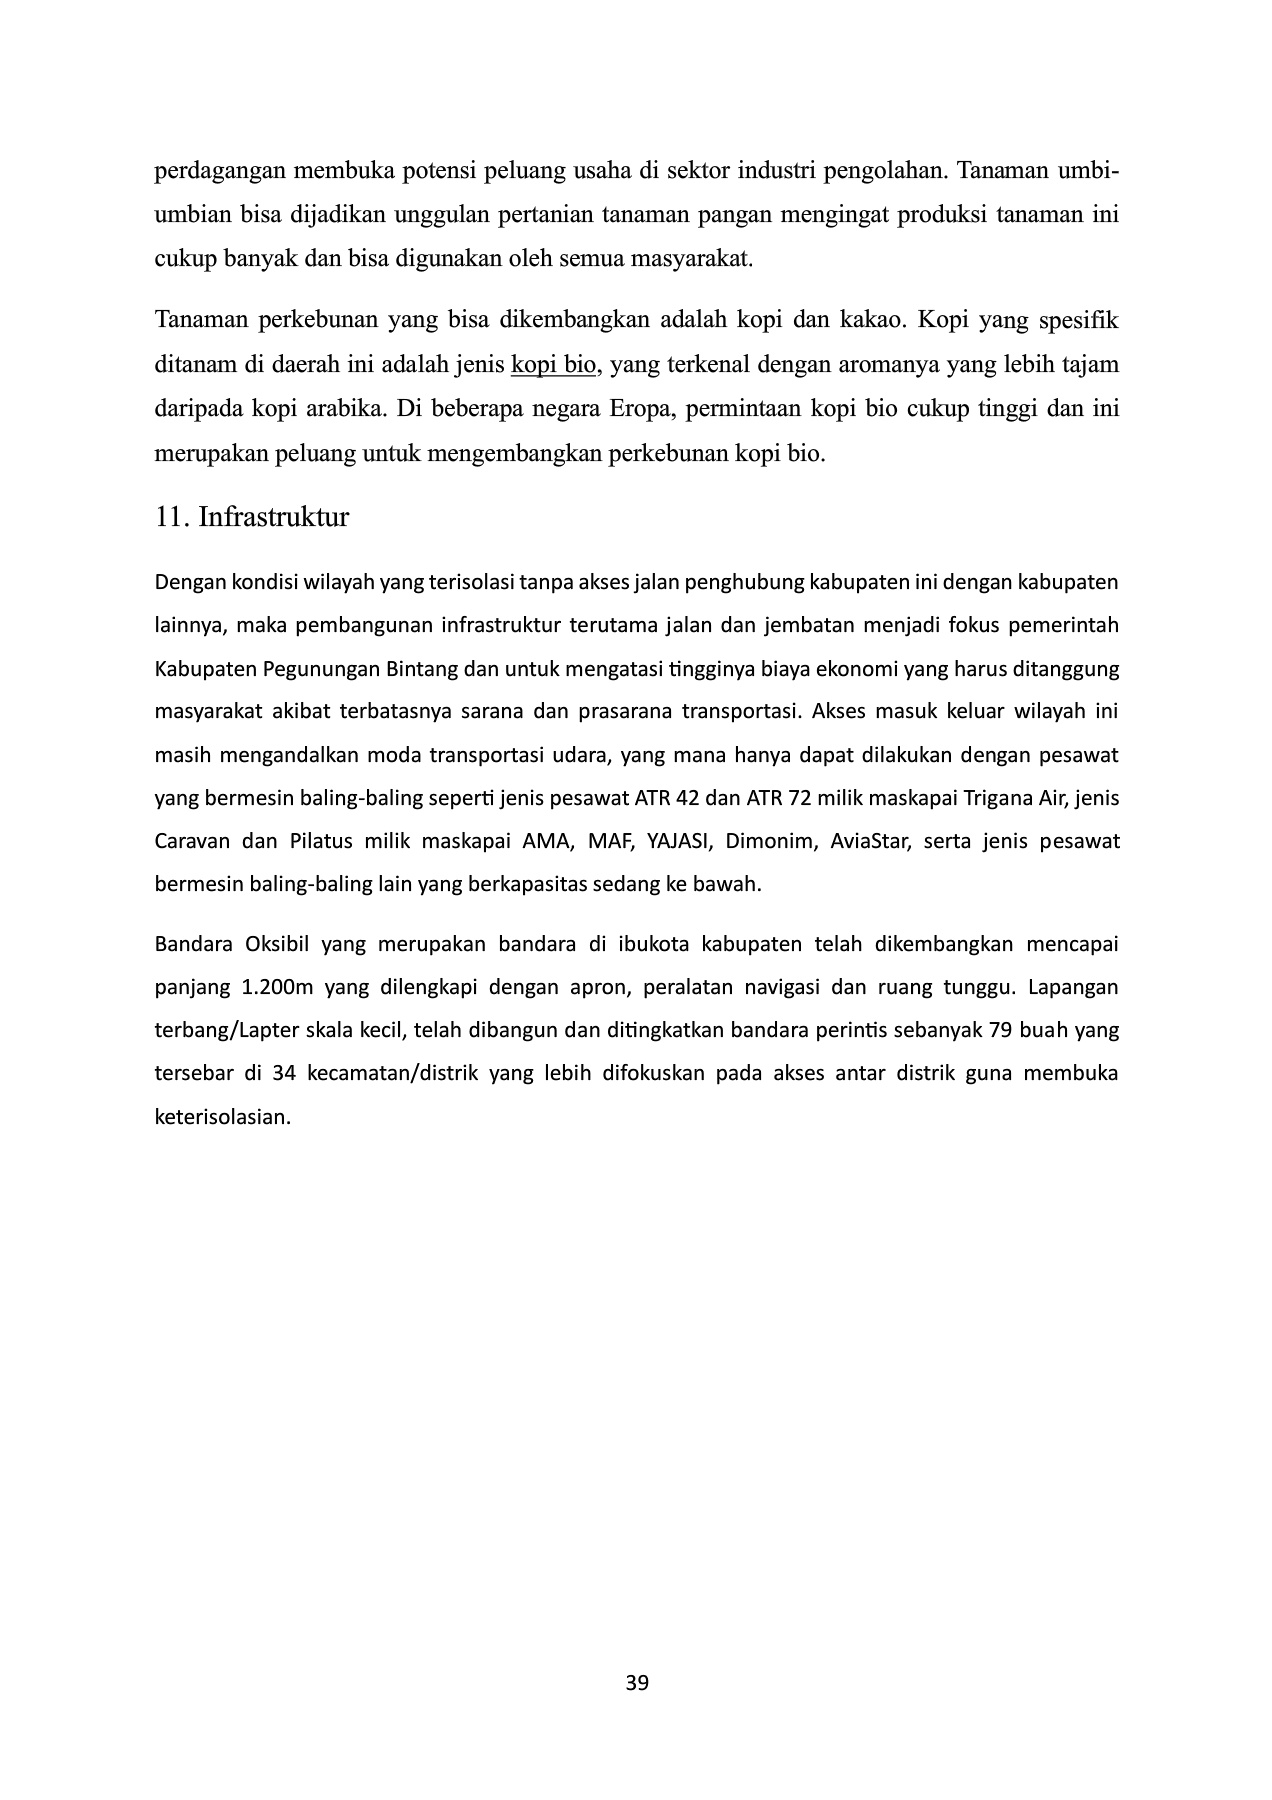 perdagangan membuka potensi peluang usaha di sektor industri pengolahan. Tanaman umbi-
umbian bisa dijadikan unggulan pertanian tanaman pangan mengingat produksi tanaman ini
cukup banyak dan bisa digunakan oleh semua masyarakat.
Tanaman perkebunan yang bisa dikembangkan adalah kopi dan kakao. Kopi yang spesifik
ditanam di daerah ini adalah jenis kopi bio, yang terkenal dengan aromanya yang lebih tajam
daripada kopi arabika. Di beberapa negara Eropa, permintaan kopi bio cukup tinggi dan ini
merupakan peluang untuk mengembangkan perkebunan kopi bio.
11. Infrastruktur
Dengan kondisi wilayah yang terisolasi tanpa akses jalan penghubung kabupaten ini dengan kabupaten
lainnya, maka pembangunan infrastruktur terutama jalan dan jembatan menjadi fokus pemerintah
Kabupaten Pegunungan Bintang dan untuk mengatasi tingginya biaya ekonomi yang harus ditanggung
masyarakat akibat terbatasnya sarana dan prasarana transportasi. Akses masuk keluar wilayah ini
masih mengandalkan moda transportasi udara, yang mana hanya dapat dilakukan dengan pesawat
yang bermesin baling-baling seperti jenis pesawat ATR 42 dan ATR 72 milik maskapai Trigana Air, jenis
Caravan dan Pilatus milik maskapai AMA, MAF, YAJASI, Dimonim, AviaStar, serta jenis pesawat
bermesin baling-baling lain yang berkapasitas sedang ke bawah.
Bandara Oksibil yang merupakan bandara di ibukota kabupaten telah dikembangkan mencapai
panjang 1.200m yang dilengkapi dengan apron, peralatan navigasi dan ruang tunggu. Lapangan
terbang/Lapter skala kecil, telah dibangun dan ditingkatkan bandara perintis sebanyak 79 buah yang
tersebar di 34 kecamatan/distrik yang lebih difokuskan pada akses antar distrik guna membuka
keterisolasian.
39